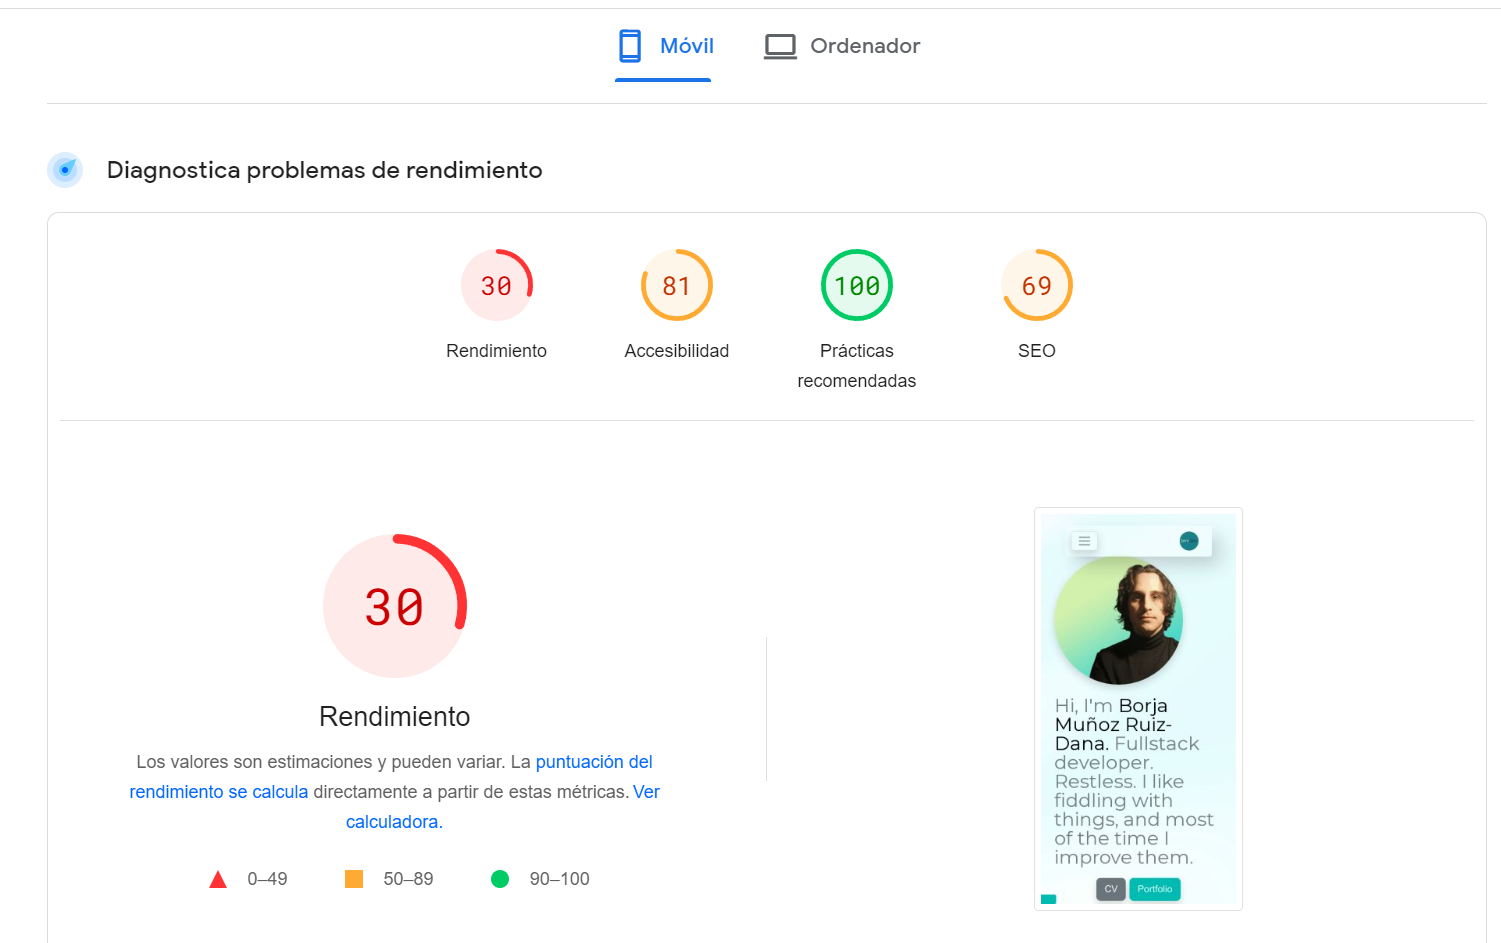 Móvil
Ordenador
Diagnostica problemas de rendimiento
30
81
100
69
Rendimiento
Accesibilidad
Prácticas
recomendadas
SEO
30
Rendimiento
Los valores son estimaciones y pueden variar. La puntuación del
rendimiento se calcula directamente a partir de estas métricas. Ver
calculadora.
0–49
50–89
90–100
Hi, I'm Borja
Muñoz Ruiz-
Dana. Fullstack
developer.
Restless. I like
fiddling with
things, and most
of the time I
improve them.
CV
Portfolio